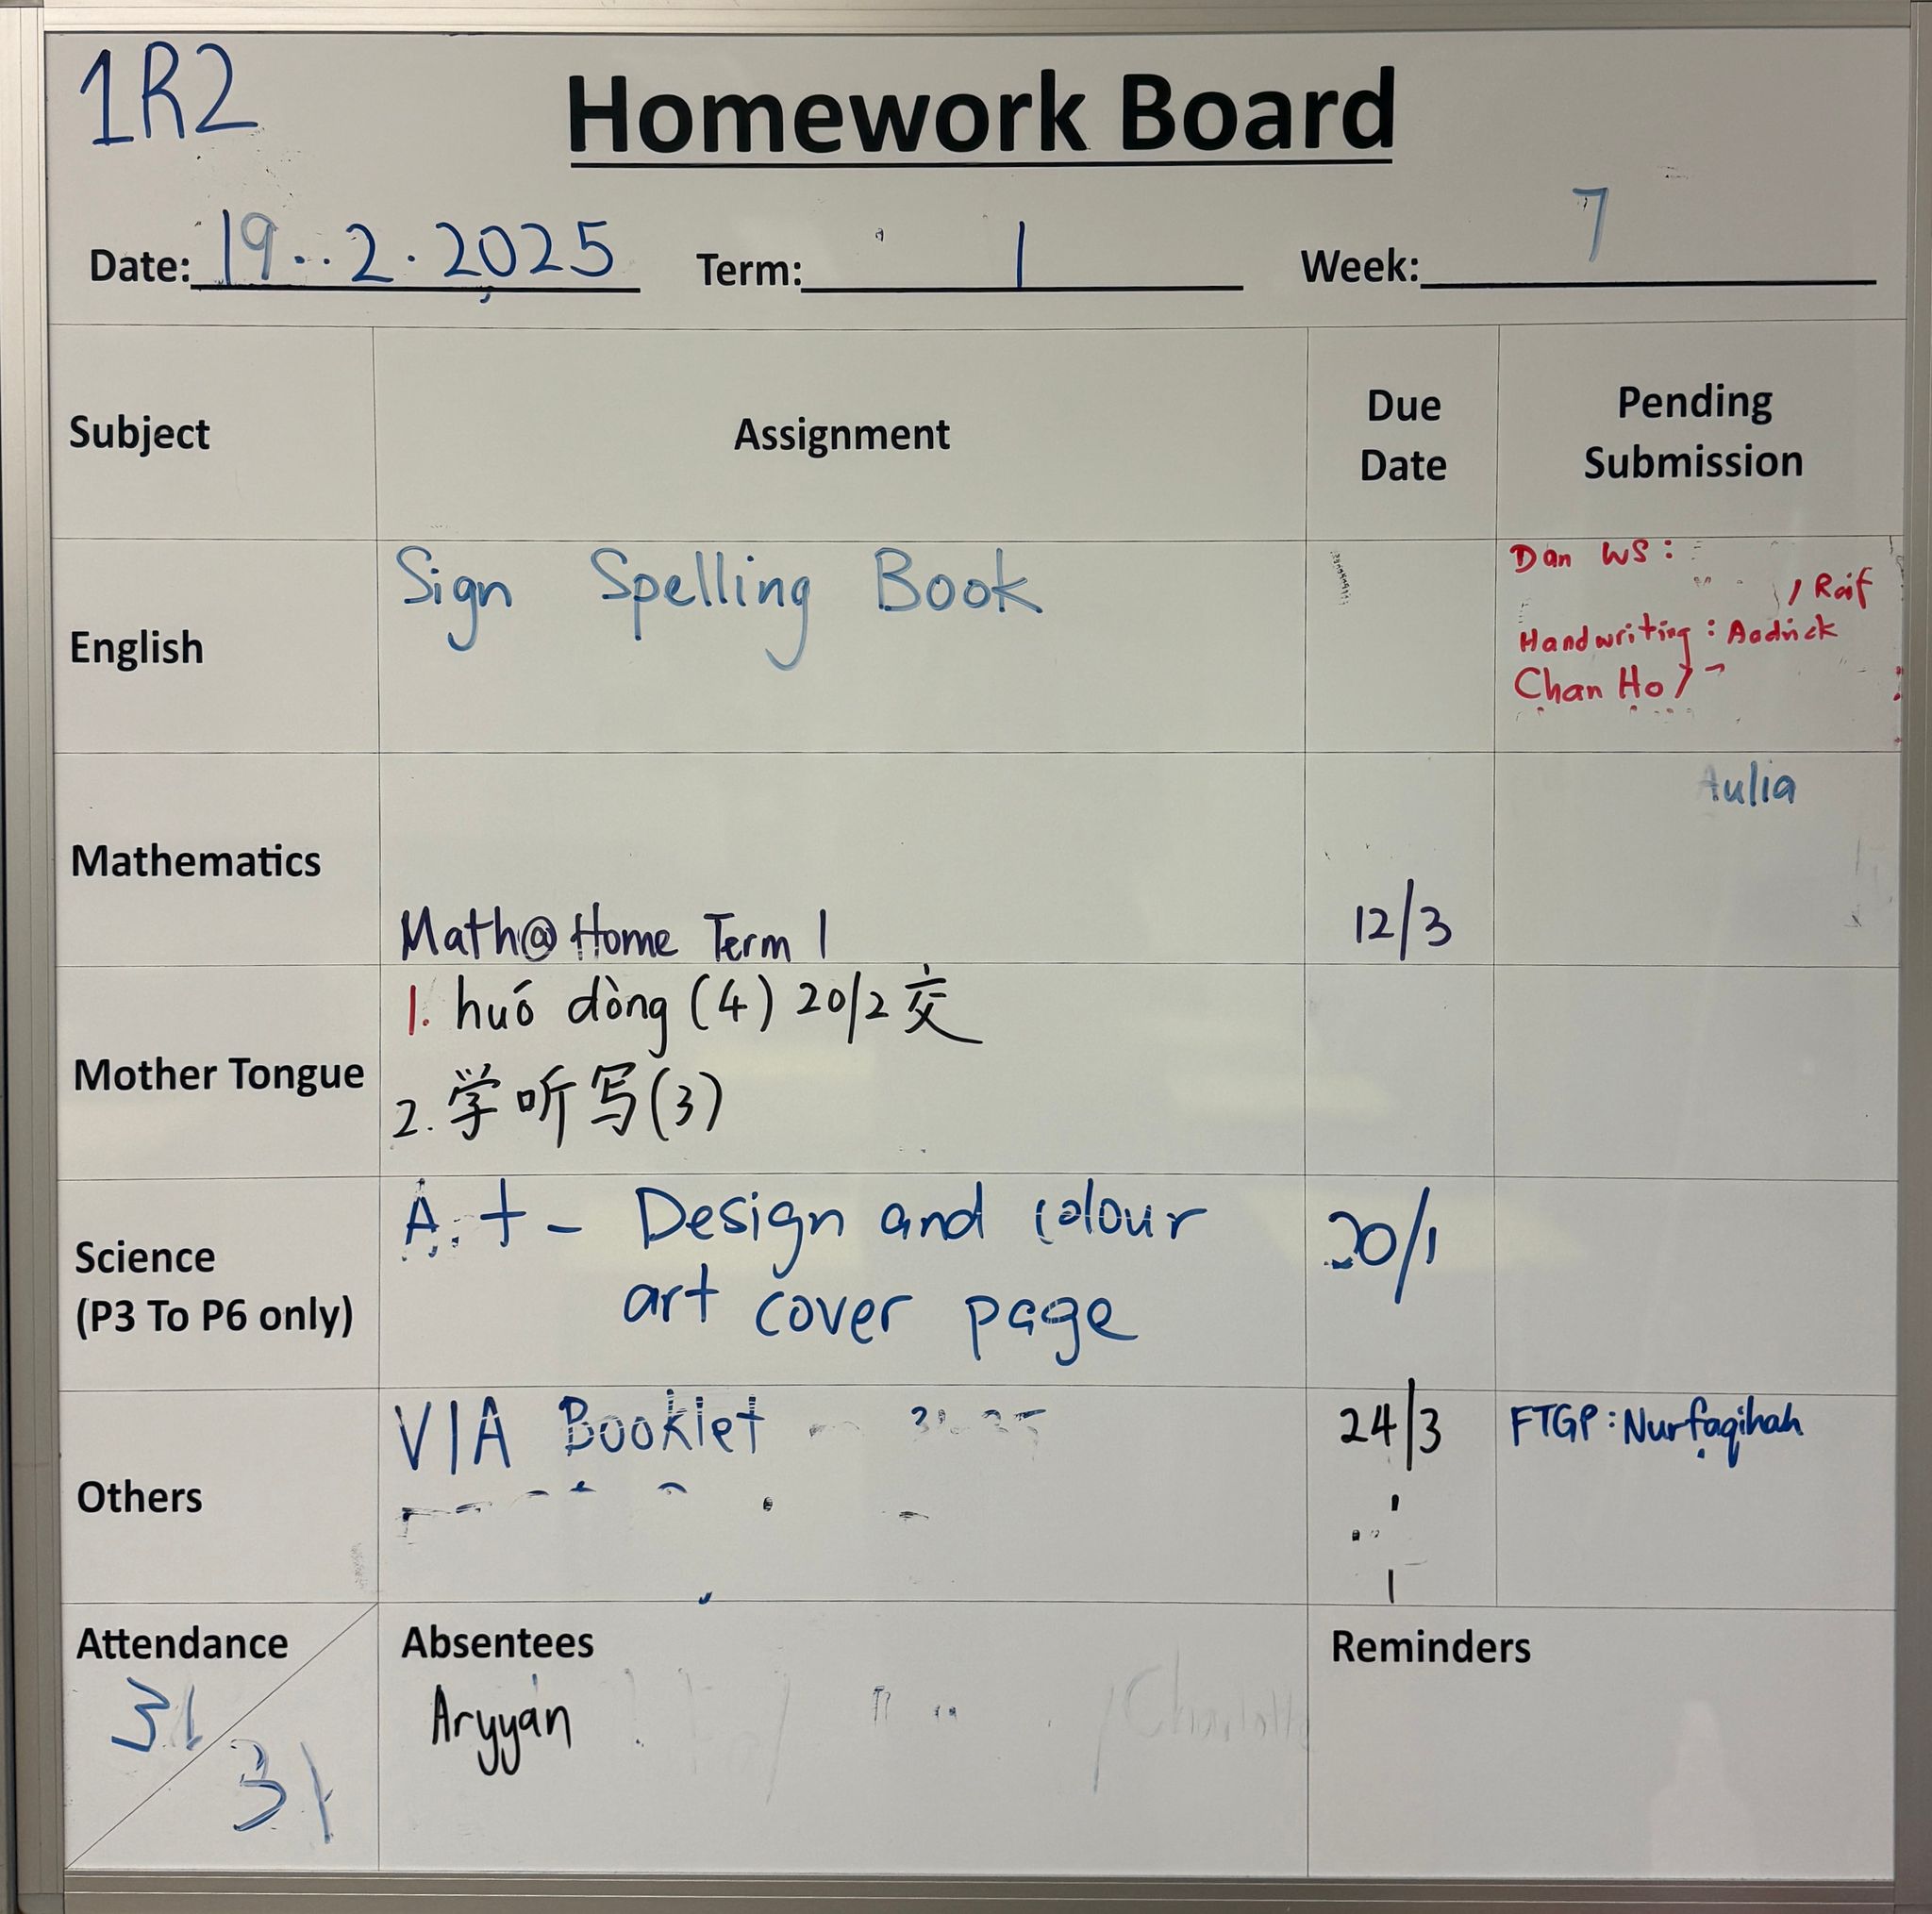 1R2
Homework Board
Date: 19..2.2025 Term: 1 Week: 7
Subject
Assignment
Due
Date
Pending
Submission
English
Sign Spelling Book
Dan WS:
, Raif
Handwriting: Aadrick
Chan Ho
Mathematics
Aulia
Math@Home Term 1
12/3
Mother Tongue
1. huó dòng (4) 20/2 交
2. 学听写(3)
Science
(P3 To P6 only)
Art - Design and colour
art cover page
20/1
Others
VIA Booklet
24/3
FTGP: Nurfaqihah
Attendance
31
31
Absentees
Aryyan
Reminders